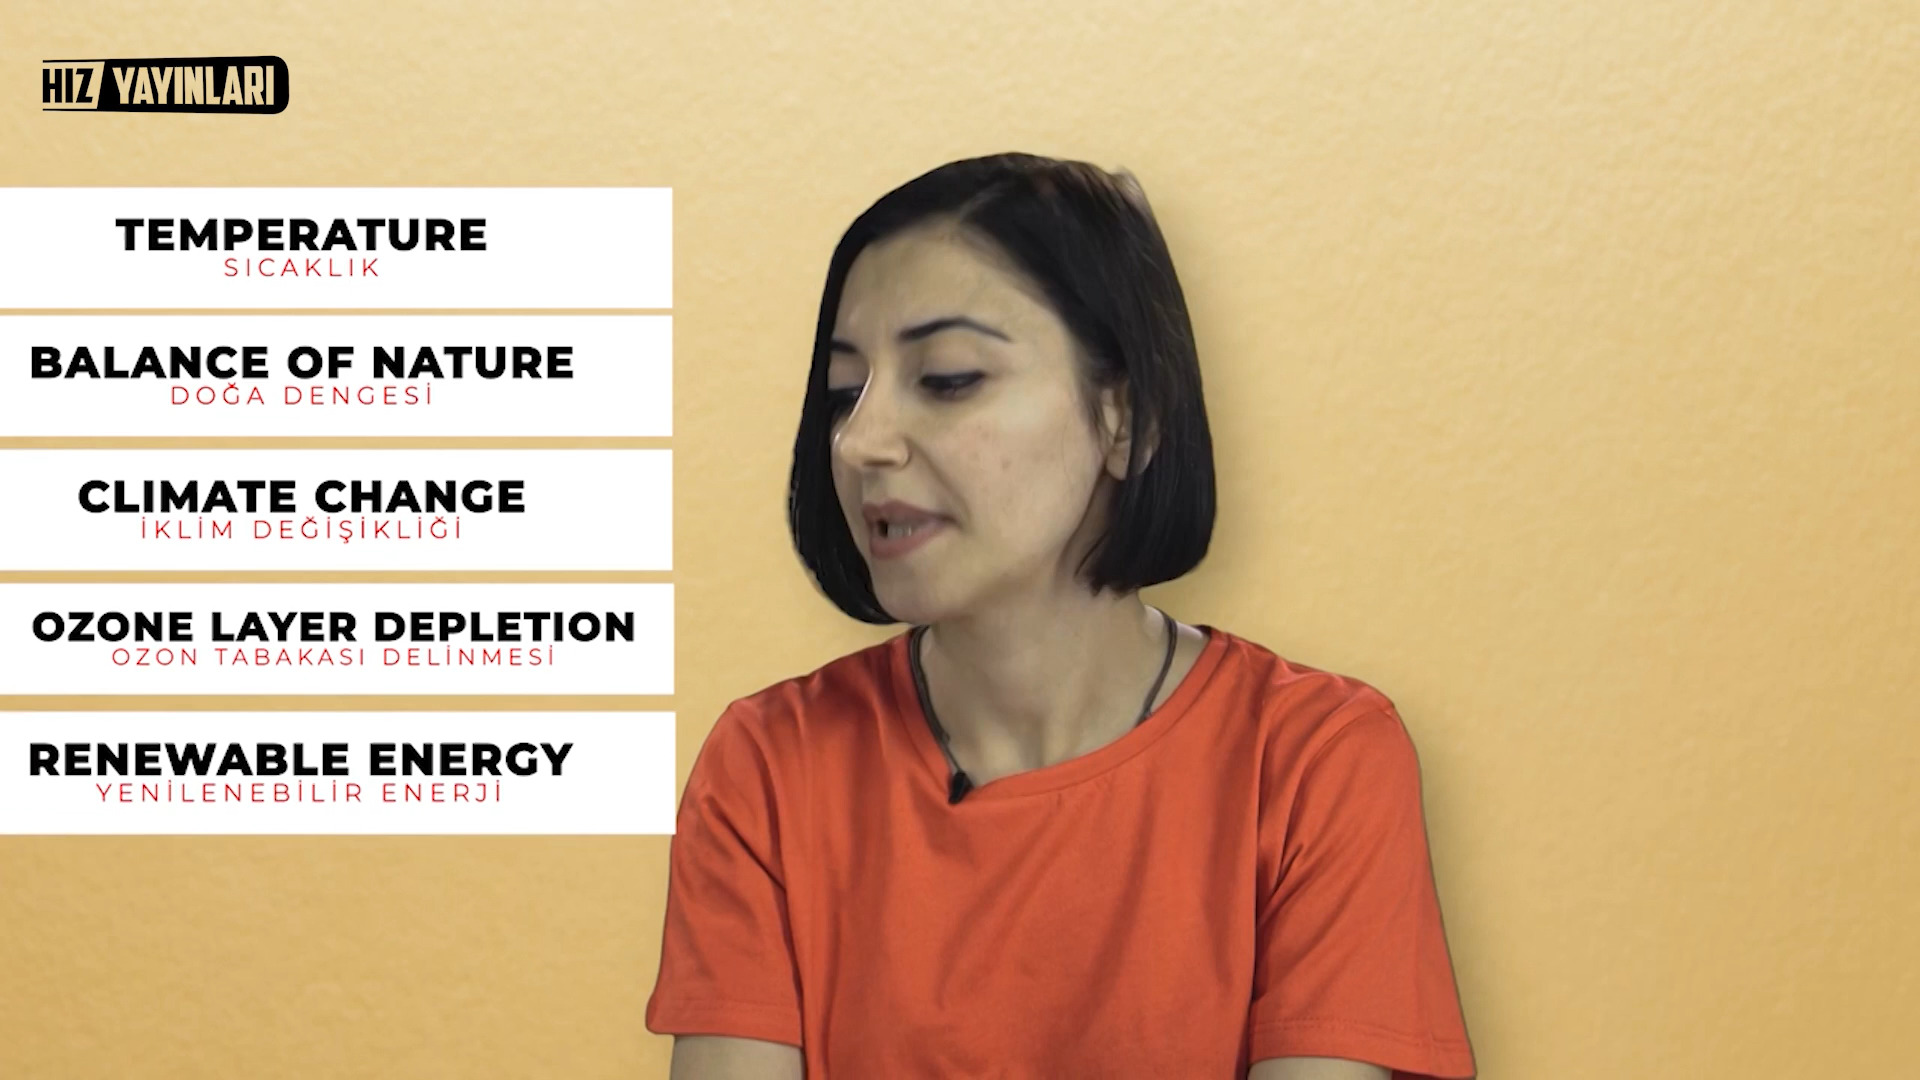 HIZ YAYINLARI
TEMPERATURE
SICAKLIK
BALANCE OF NATURE
DOĞA DENGESİ
CLIMATE CHANGE
İKLİM DEĞİŞİKLİĞİ
OZONE LAYER DEPLETION
OZON TABAKASI DELİNMESİ
RENEWABLE ENERGY
YENİLENEBİLİR ENERJİ